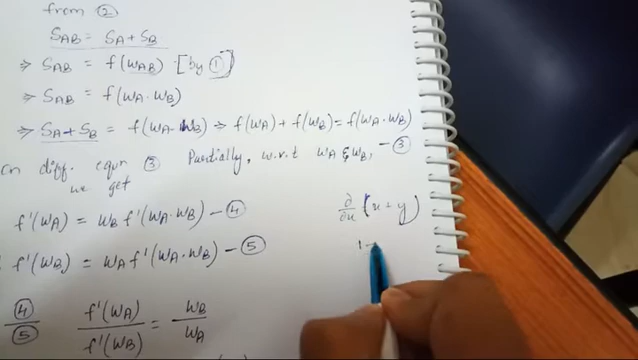 from ②
S_AB = S_A + S_B
⇒ S_AB = f(W_AB) [by ①]
⇒ S_AB = f(W_A . W_B)
⇒ S_A + S_B = f(W_A . W_B) ⇒ f(W_A) + f(W_B) = f(W_A . W_B) - ③
On diff. equn ③ Partially, w.r.t W_A & W_B,
we get
f'(W_A) = W_B f'(W_A . W_B) - ④
f'(W_B) = W_A f'(W_A . W_B) - ⑤
④/⑤ f'(W_A)/f'(W_B) = W_B/W_A
∂/∂x (x + y)
1 -